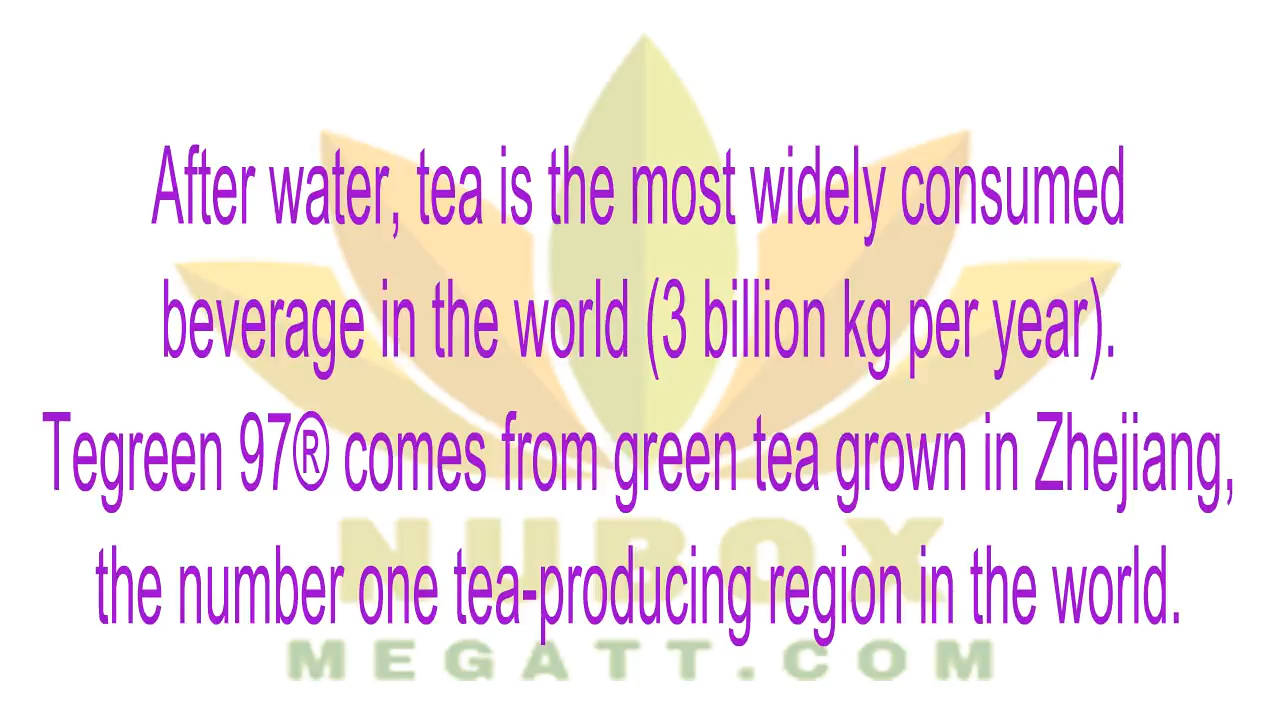 After water, tea is the most widely consumed
beverage in the world (3 billion kg per year).
Tegreen 97® comes from green tea grown in Zhejiang,
the number one tea-producing region in the world.
NUBOX
MEGATT.COM